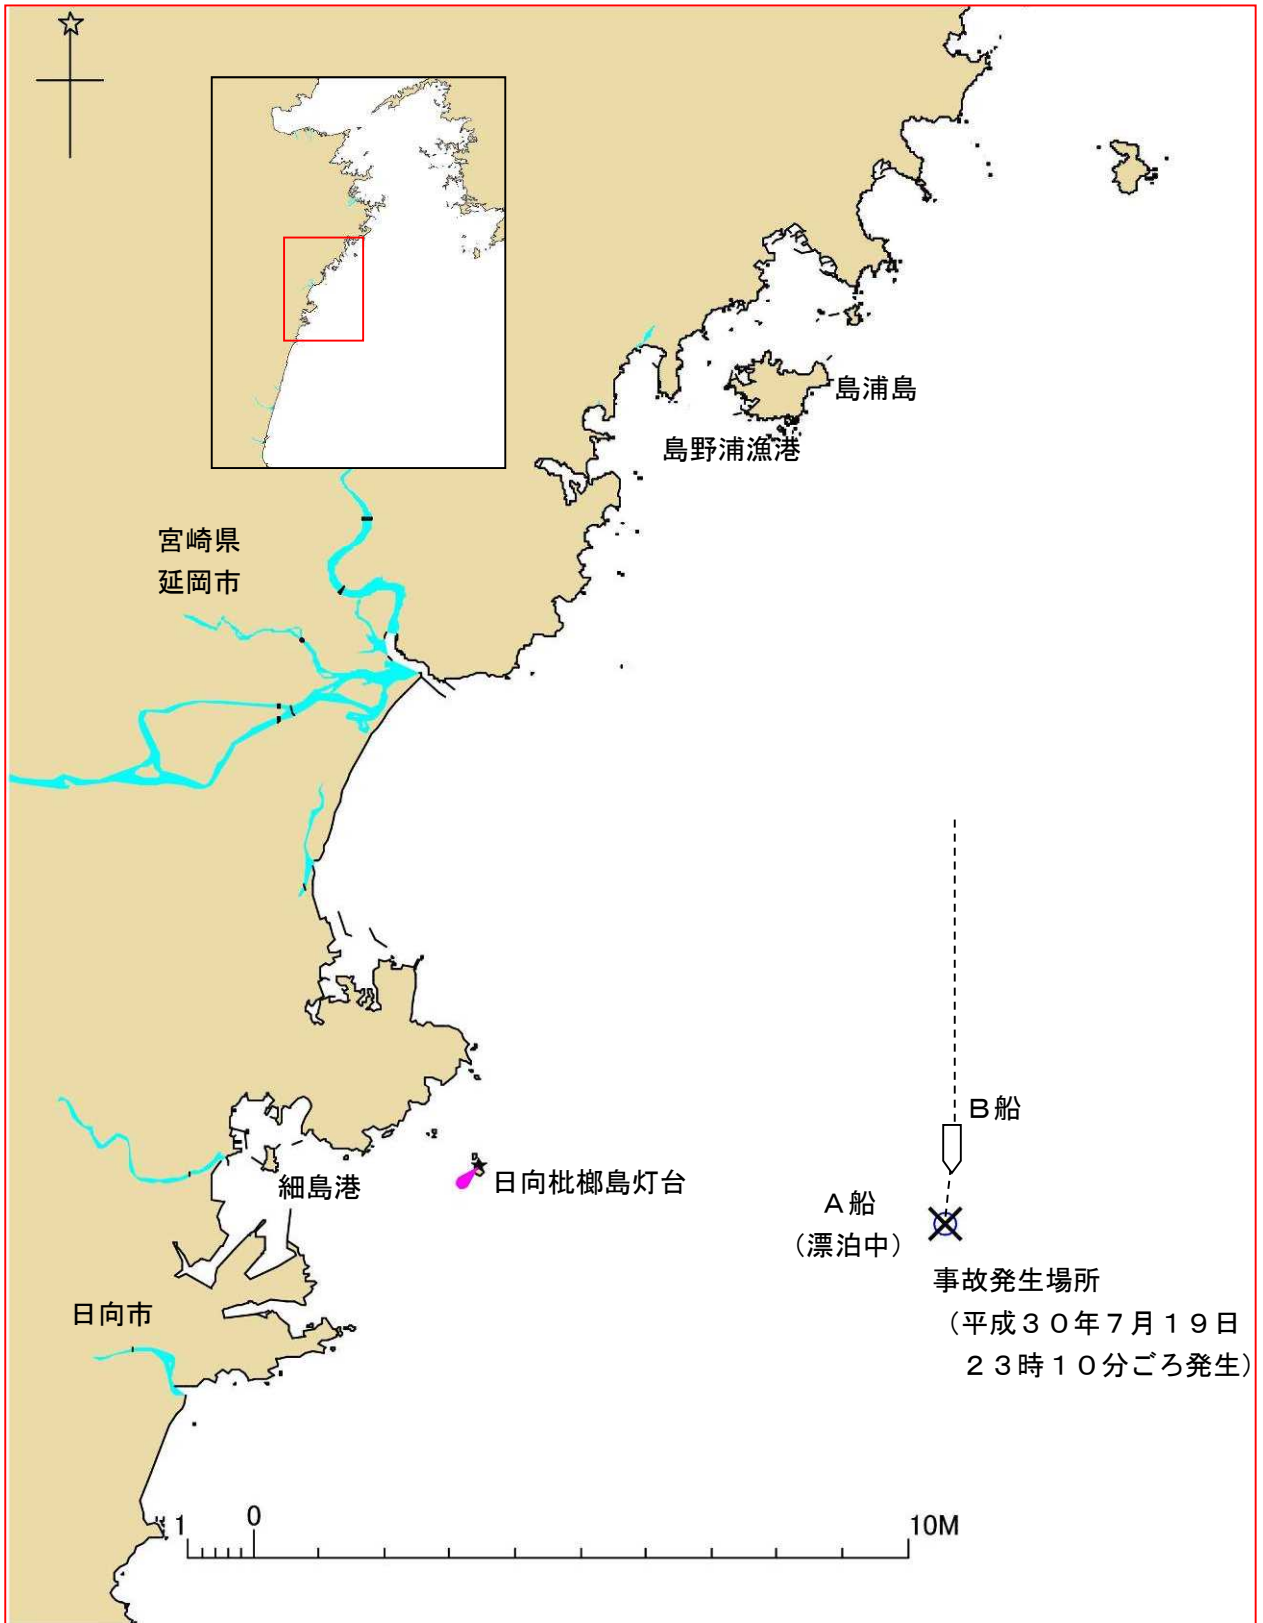 島浦島
島野浦漁港
宮崎県
延岡市
B船
細島港
日向枇榔島灯台
A船
（漂泊中）
事故発生場所
（平成３０年７月１９日
２３時１０分ごろ発生）
日向市
1 0 10M